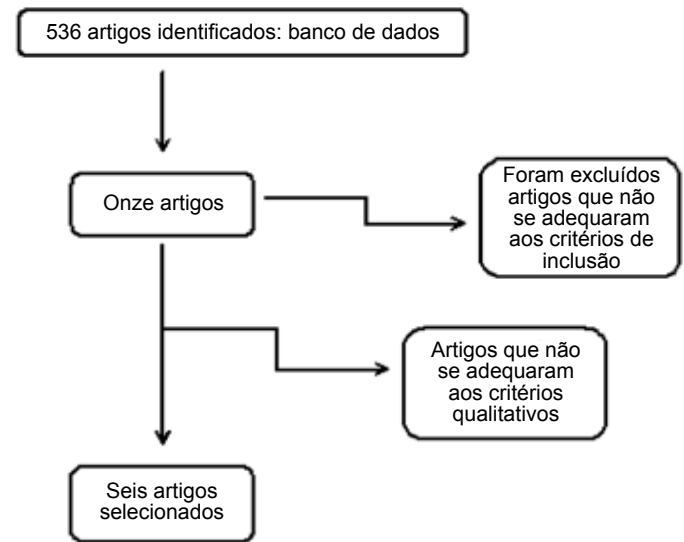 536 artigos identificados: banco de dados
Onze artigos
Foram excluídos
artigos que não
se adequaram
aos critérios de
inclusão
Artigos que não
se adequaram
aos critérios
qualitativos
Seis artigos
selecionados